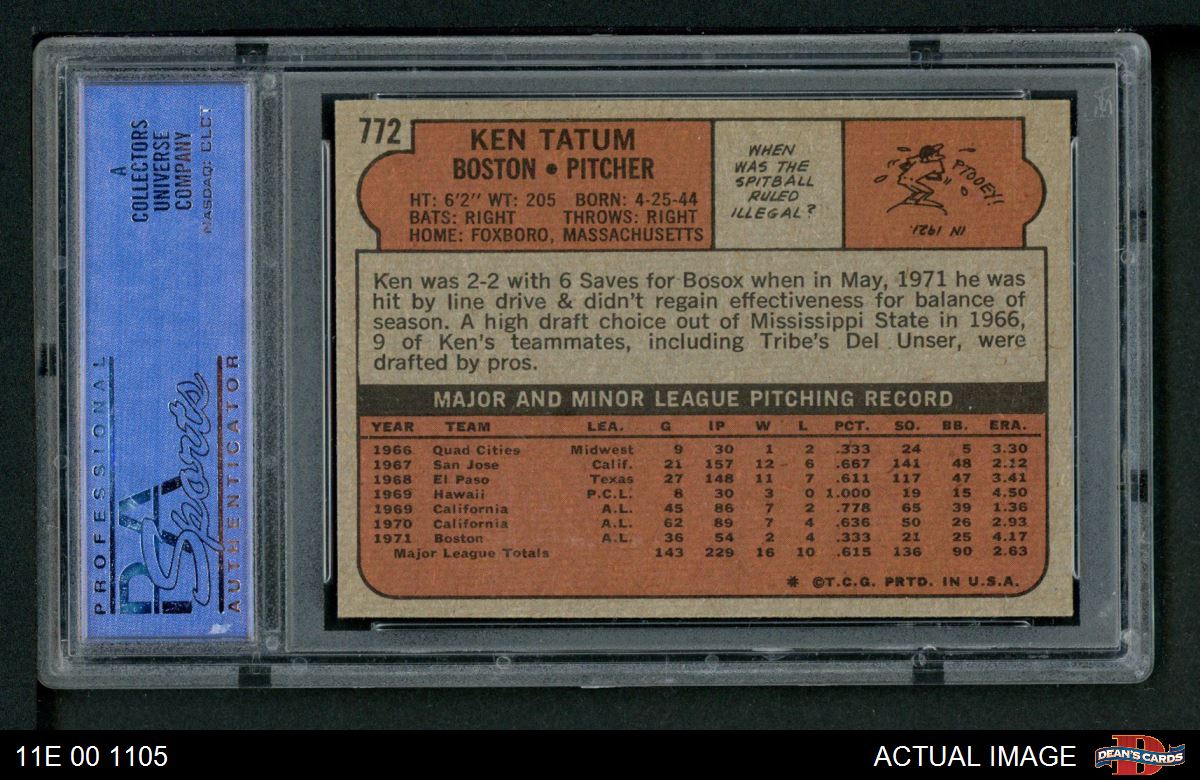 A
COLLECTORS
UNIVERSE
COMPANY
NASDAQ: CLCT
PROFESSIONAL
PSA
Sports
AUTHENTICATOR
772
KEN TATUM
BOSTON • PITCHER
HT: 6'2" WT: 205 BORN: 4-25-44
BATS: RIGHT THROWS: RIGHT
HOME: FOXBORO, MASSACHUSETTS
WHEN
WAS THE
SPITBALL
RULED
ILLEGAL?
PTOOEY!
IN 1921.
Ken was 2-2 with 6 Saves for Bosox when in May, 1971 he was
hit by line drive & didn't regain effectiveness for balance of
season. A high draft choice out of Mississippi State in 1966,
9 of Ken's teammates, including Tribe's Del Unser, were
drafted by pros.
MAJOR AND MINOR LEAGUE PITCHING RECORD
YEAR TEAM LEA. G IP W L PCT. SO. BB. ERA.
1966 Quad Cities Midwest 9 30 1 2 .333 24 5 3.30
1967 San Jose Calif. 21 157 12 6 .667 141 48 2.12
1968 El Paso Texas 27 148 11 7 .611 117 47 3.41
1969 Hawaii P.C.L. 8 30 3 0 1.000 19 15 4.50
1969 California A.L. 45 86 7 2 .778 65 39 1.36
1970 California A.L. 62 89 7 4 .636 50 26 2.93
1971 Boston A.L. 36 54 2 4 .333 21 25 4.17
Major League Totals 143 229 16 10 .615 136 90 2.63
* ©T.C.G. PRTD. IN U.S.A.
11E 00 1105
ACTUAL IMAGE
DEAN'S CARDS